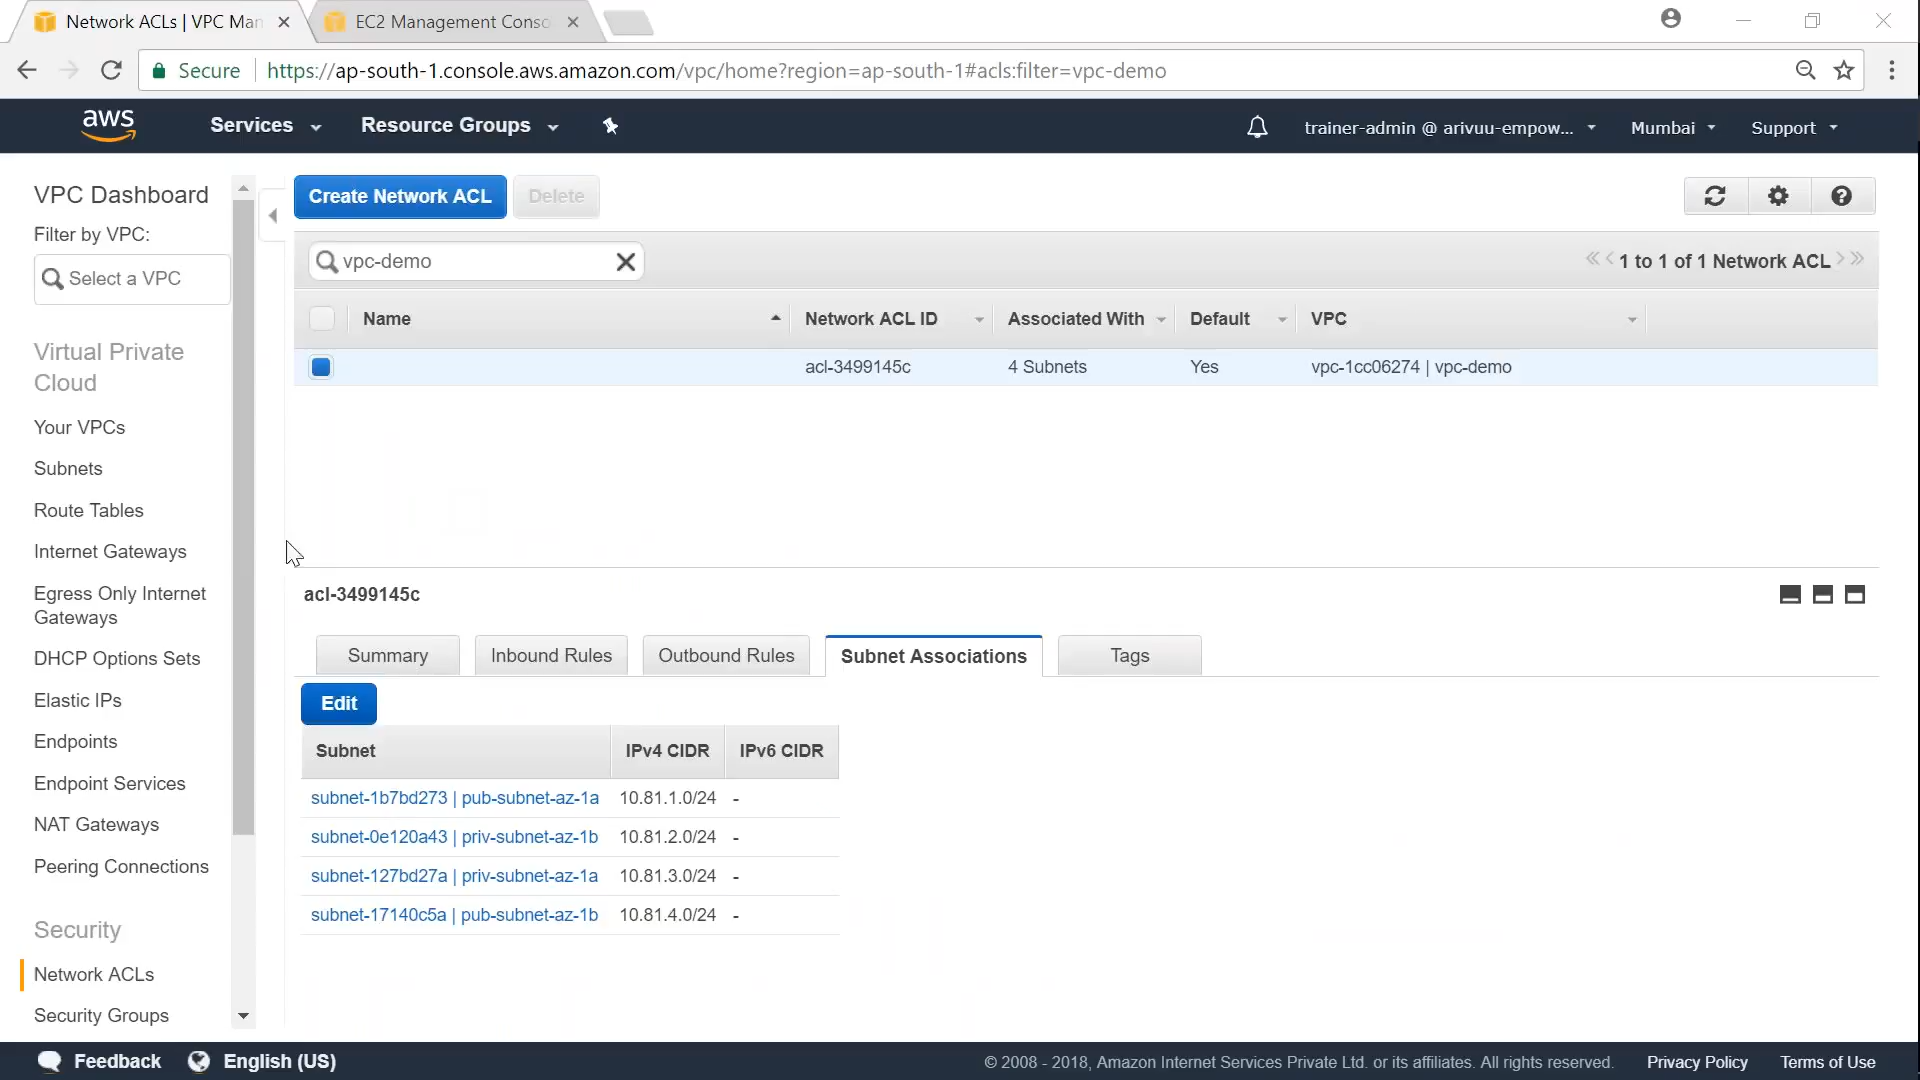 Network ACLs | VPC Man
EC2 Management Conso
Secure
https://ap-south-1.console.aws.amazon.com/vpc/home?region=ap-south-1#acls:filter=vpc-demo
aws
Services
Resource Groups
trainer-admin @ arivuu-empow...
Mumbai
Support
VPC Dashboard
Filter by VPC:
Select a VPC
Virtual Private
Cloud
Your VPCs
Subnets
Route Tables
Internet Gateways
Egress Only Internet
Gateways
DHCP Options Sets
Elastic IPs
Endpoints
Endpoint Services
NAT Gateways
Peering Connections
Security
Network ACLs
Security Groups
Create Network ACL
Delete
vpc-demo
1 to 1 of 1 Network ACL
Name Network ACL ID Associated With Default VPC
acl-3499145c 4 Subnets Yes vpc-1cc06274 | vpc-demo
acl-3499145c
Summary
Inbound Rules
Outbound Rules
Subnet Associations
Tags
Edit
Subnet IPv4 CIDR IPv6 CIDR
subnet-1b7bd273 | pub-subnet-az-1a 10.81.1.0/24 -
subnet-0e120a43 | priv-subnet-az-1b 10.81.2.0/24 -
subnet-127bd27a | priv-subnet-az-1a 10.81.3.0/24 -
subnet-17140c5a | pub-subnet-az-1b 10.81.4.0/24 -
Feedback
English (US)
© 2008 - 2018, Amazon Internet Services Private Ltd. or its affiliates. All rights reserved.
Privacy Policy
Terms of Use